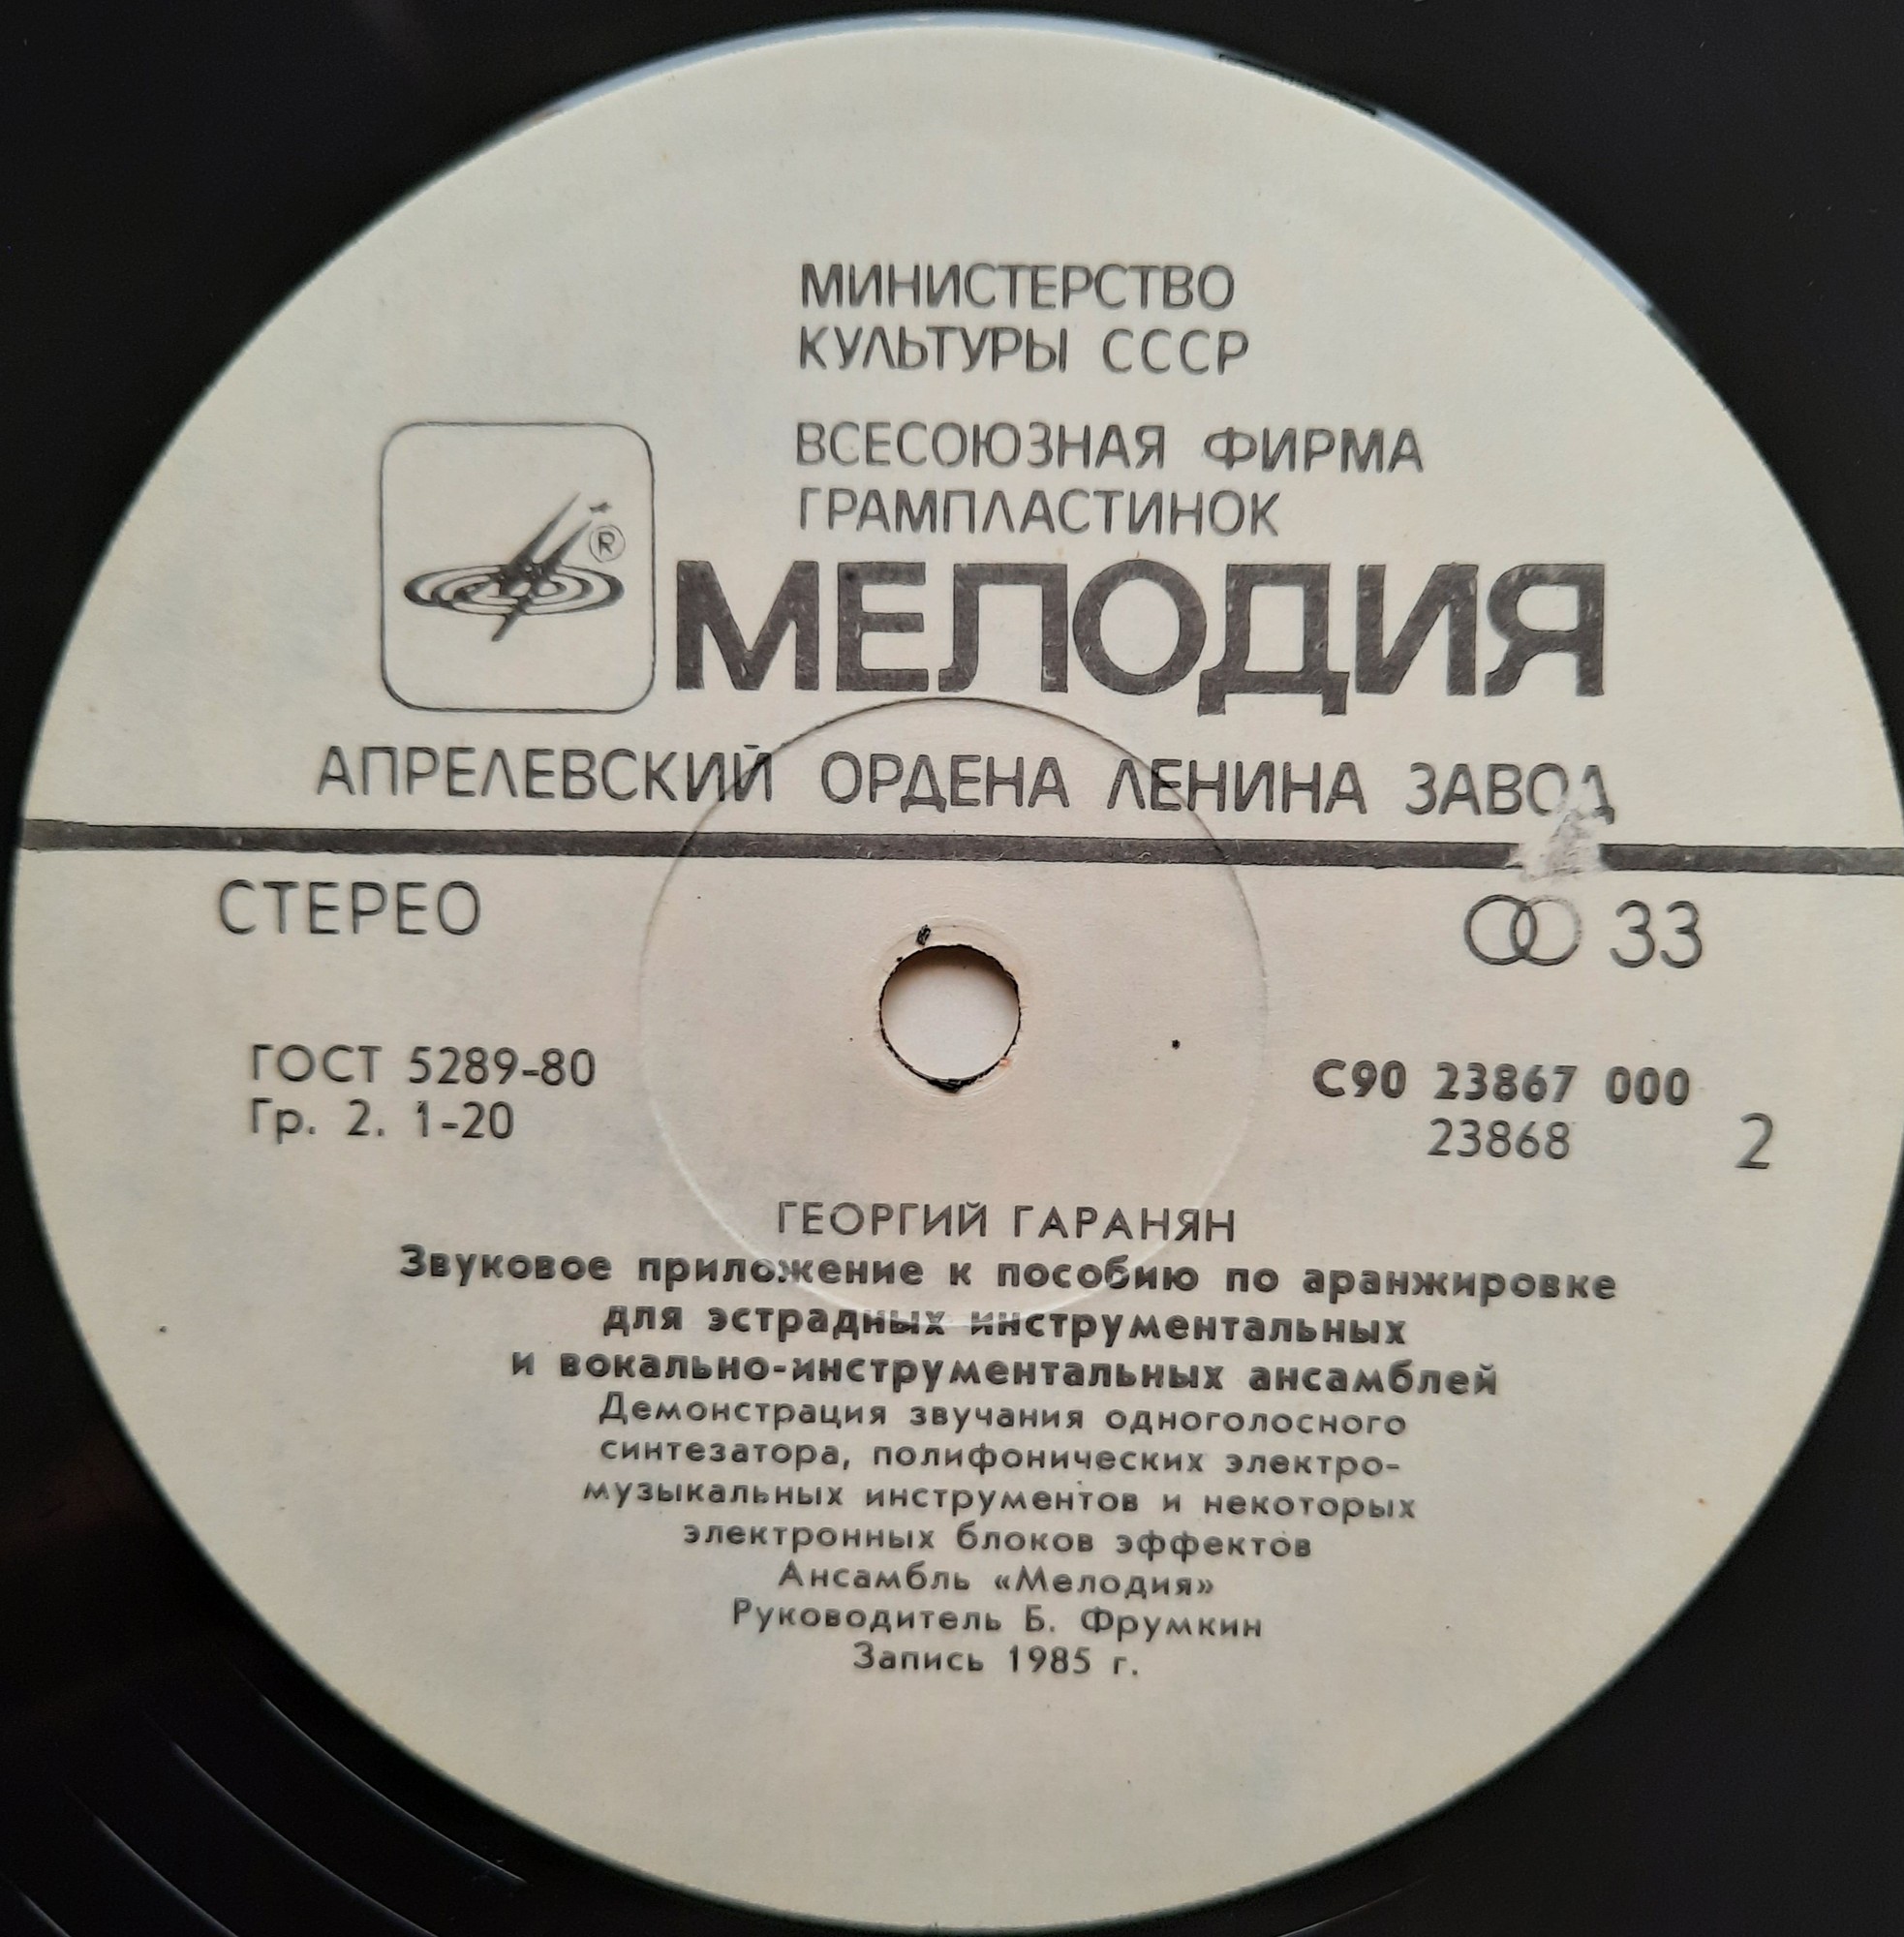 МИНИСТЕРСТВО
КУЛЬТУРЫ СССР
ВСЕСОЮЗНАЯ ФИРМА
ГРАМПЛАСТИНОК
®
МЕЛОДИЯ
АПРЕЛЕВСКИЙ ОРДЕНА ЛЕНИНА ЗАВОД
СТЕРЕО
33
ГОСТ 5289-80
Гр. 2. 1-20
С90 23867 000
23868
2
ГЕОРГИЙ ГАРАНЯН
Звуковое приложение к пособию по аранжировке
для эстрадных инструментальных
и вокально-инструментальных ансамблей
Демонстрация звучания одноголосного
синтезатора, полифонических электро-
музыкальных инструментов и некоторых
электронных блоков эффектов
Ансамбль «Мелодия»
Руководитель Б. Фрумкин
Запись 1985 г.